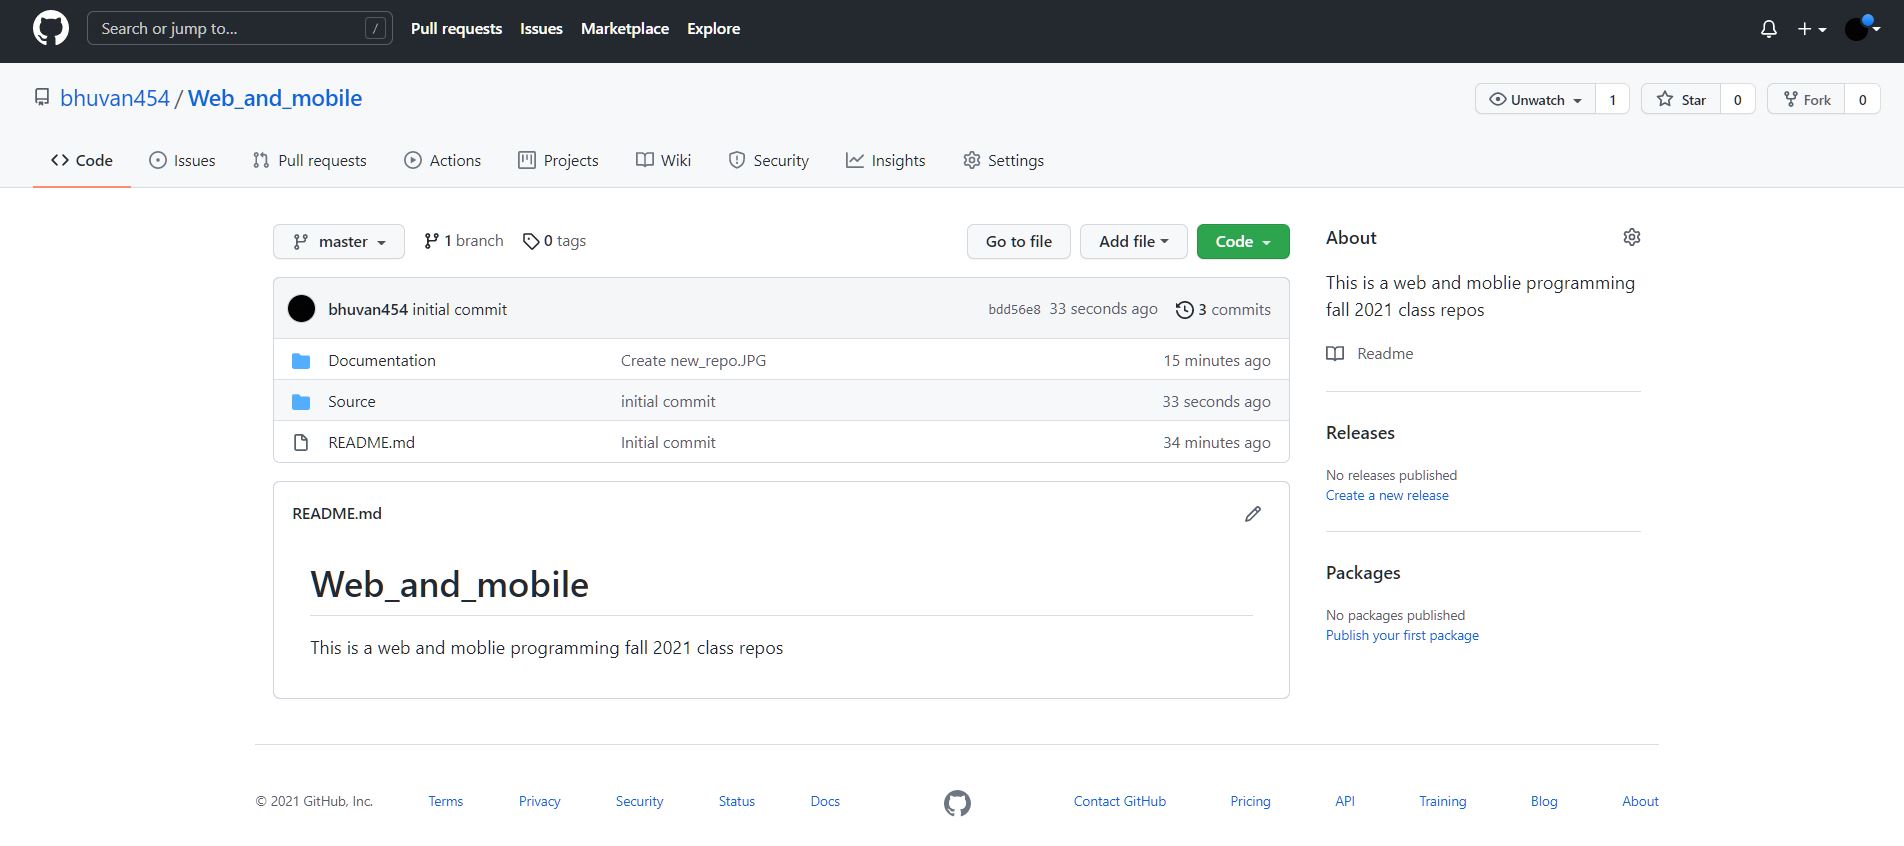 Search or jump to... / Pull requests Issues Marketplace Explore
bhuvan454 / Web_and_mobile Unwatch 1 Star 0 Fork 0
Code Issues Pull requests Actions Projects Wiki Security Insights Settings
master 1 branch 0 tags Go to file Add file Code
bhuvan454 initial commit bdd56e8 33 seconds ago 3 commits
Documentation Create new_repo.JPG 15 minutes ago
Source initial commit 33 seconds ago
README.md Initial commit 34 minutes ago
README.md
Web_and_mobile
This is a web and moblie programming fall 2021 class repos
About
This is a web and moblie programming
fall 2021 class repos
Readme
Releases
No releases published
Create a new release
Packages
No packages published
Publish your first package
© 2021 GitHub, Inc. Terms Privacy Security Status Docs Contact GitHub Pricing API Training Blog About